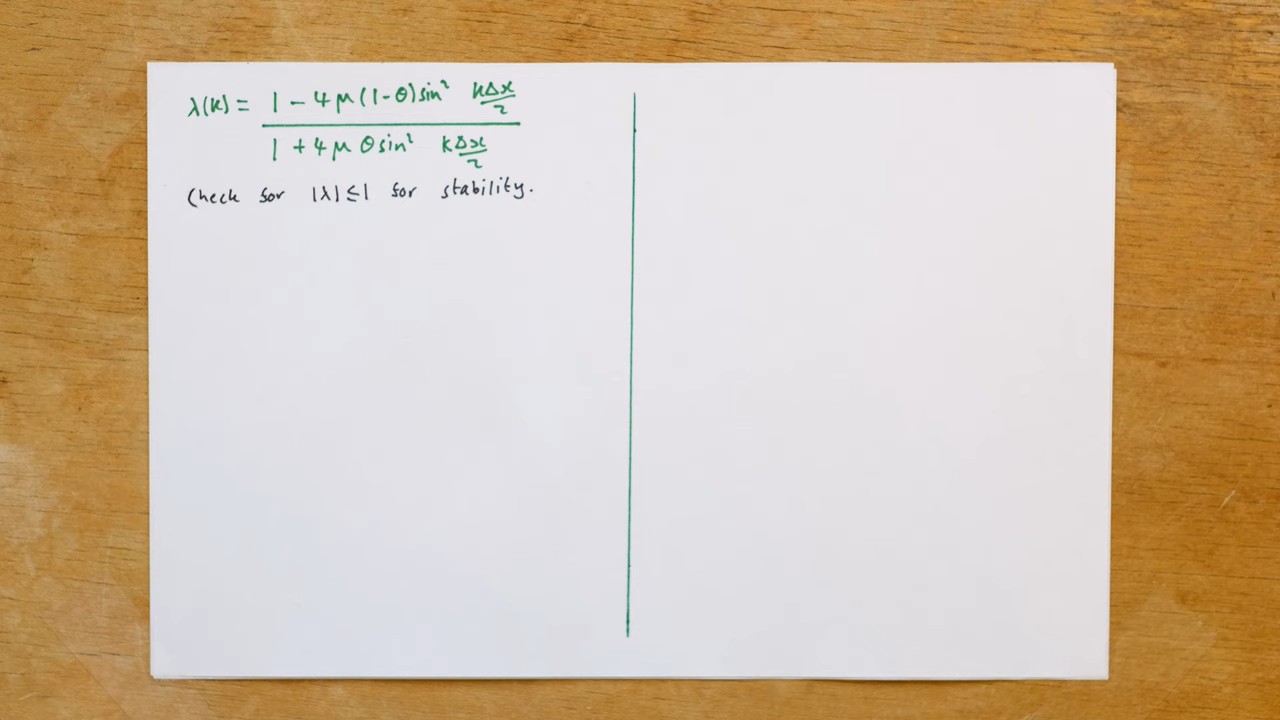 λ(k) = 1 - 4μ(1-θ)sin² kΔx/2
1 + 4μθsin² kΔx/2
Check for |λ| ≤ 1 for stability.